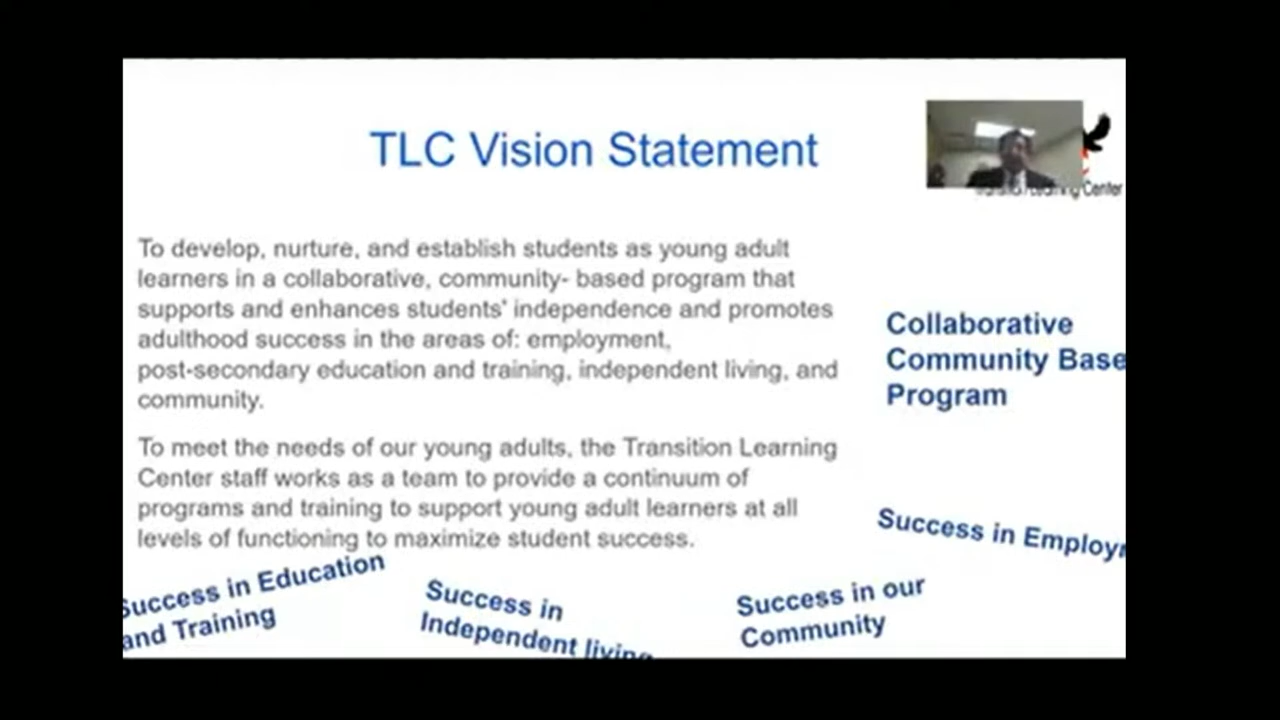 TLC Vision Statement
Center
To develop, nurture, and establish students as young adult
learners in a collaborative, community- based program that
supports and enhances students' independence and promotes
adulthood success in the areas of: employment,
post-secondary education and training, independent living, and
community.
To meet the needs of our young adults, the Transition Learning
Center staff works as a team to provide a continuum of
programs and training to support young adult learners at all
levels of functioning to maximize student success.
Collaborative
Community Base
Program
Success in Employ
Success in Education
and Training
Success in
Independent living
Success in our
Community